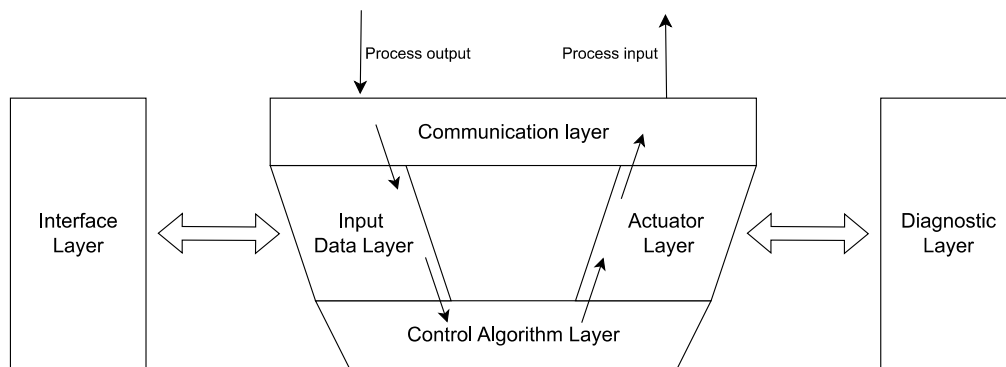 Process output
Process input
Communication layer
Interface
Layer
Input
Data Layer
Actuator
Layer
Diagnostic
Layer
Control Algorithm Layer